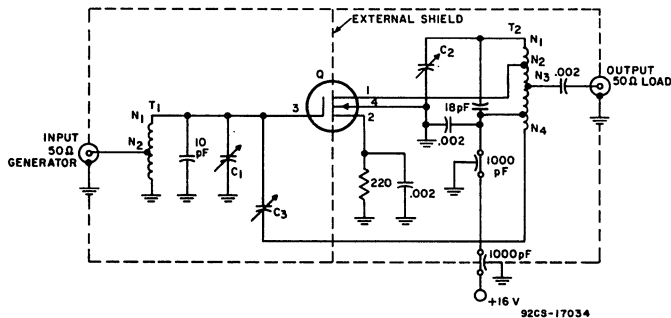 EXTERNAL SHIELD
T2
N1
C2
N2
Q
OUTPUT
50Ω LOAD
N3
.002
1
4
18pF
T1
3
2
N4
N1
.002
INPUT
50Ω
GENERATOR
N2
10
pF
C1
1000
pF
220
.002
C3
1000pF
+16 V
92CS-17034